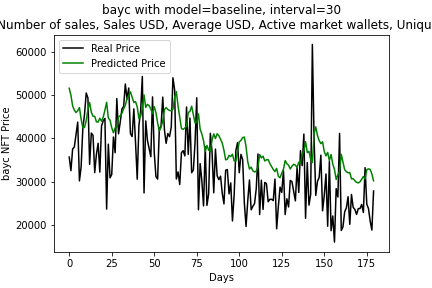 bayc with model=baseline, interval=30
Number of sales, Sales USD, Average USD, Active market wallets,
Real Price
Predicted Price
60000
50000
40000
30000
20000
bayc NFT Price
0 25 50 75 100 125 150 175
Days